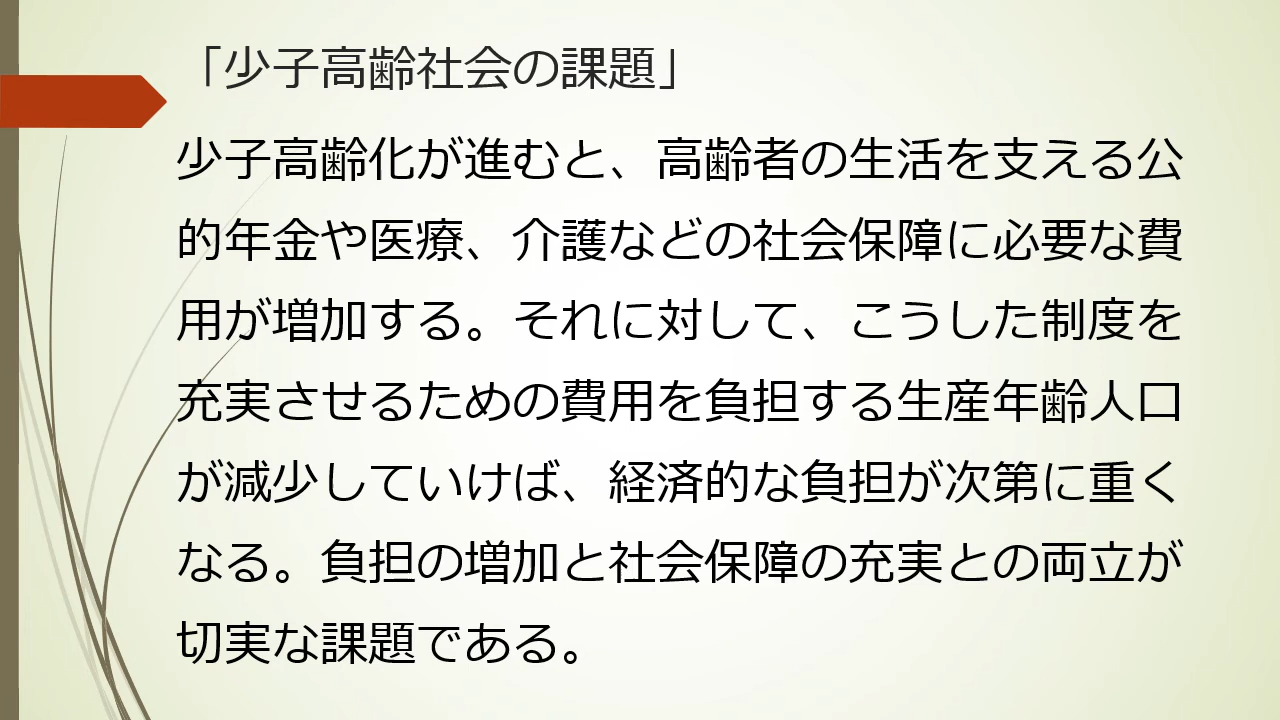 「少子高齢社会の課題」
少子高齢化が進むと、高齢者の生活を支える公
的年金や医療、介護などの社会保障に必要な費
用が増加する。それに対して、こうした制度を
充実させるための費用を負担する生産年齢人口
が減少していけば、経済的な負担が次第に重く
なる。負担の増加と社会保障の充実との両立が
切実な課題である。